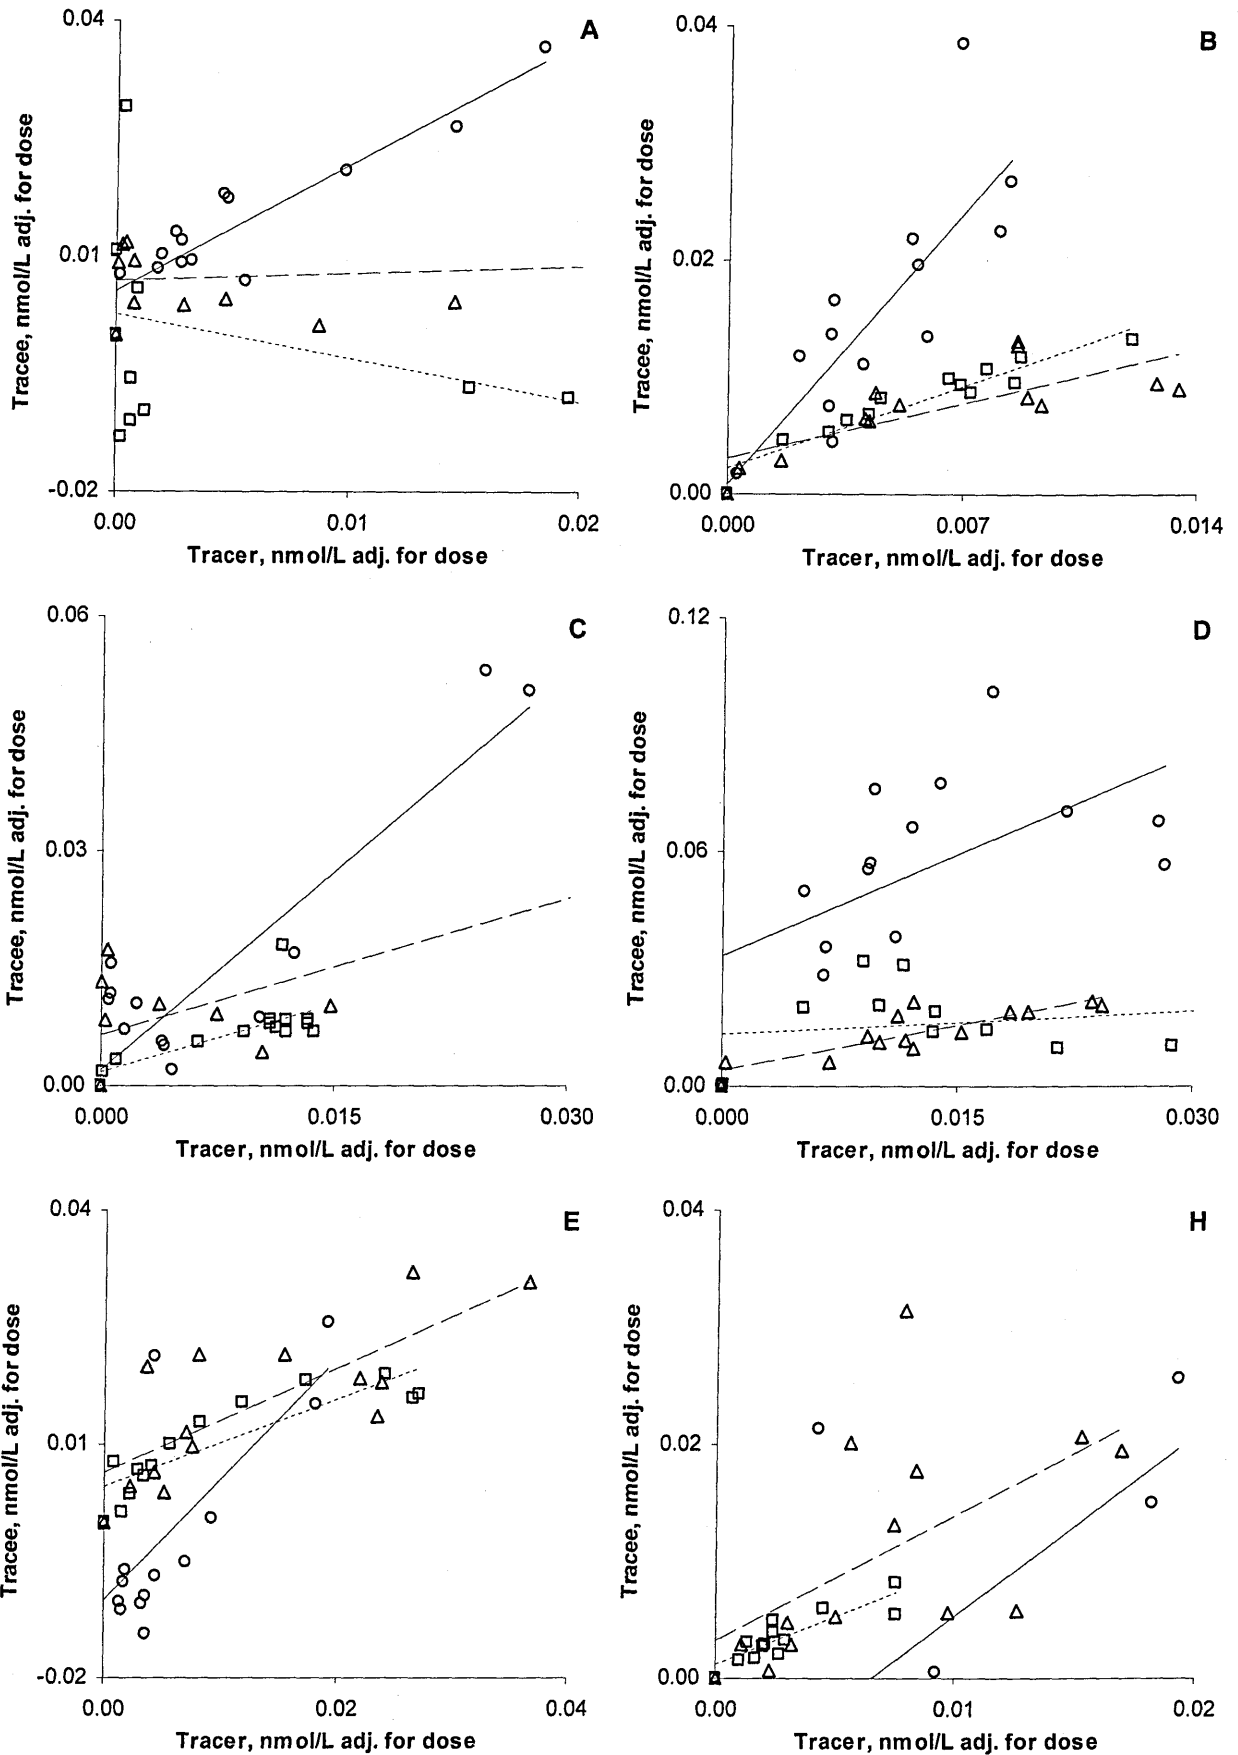 A
0.04
0.01
-0.02
0.00
0.01
0.02
Tracee, nmol/L adj. for dose
Tracer, nmol/L adj. for dose
B
0.04
0.02
0.00
0.000
0.007
0.014
Tracee, nmol/L adj. for dose
Tracer, nmol/L adj. for dose
C
0.06
0.03
0.00
0.000
0.015
0.030
Tracee, nmol/L adj. for dose
Tracer, nmol/L adj. for dose
D
0.12
0.06
0.00
0.000
0.015
0.030
Tracee, nmol/L adj. for dose
Tracer, nmol/L adj. for dose
E
0.04
0.01
-0.02
0.00
0.02
0.04
Tracee, nmol/L adj. for dose
Tracer, nmol/L adj. for dose
H
0.04
0.02
0.00
0.00
0.01
0.02
Tracee, nmol/L adj. for dose
Tracer, nmol/L adj. for dose